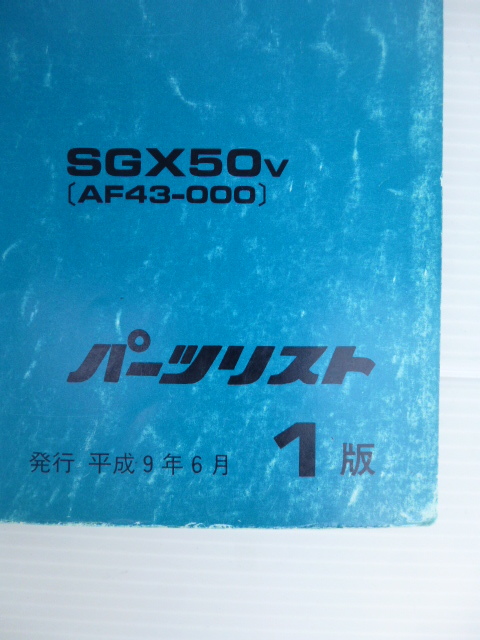 SGX50V
〔AF43-000〕
パーツリスト
発行 平成9年6月 1版